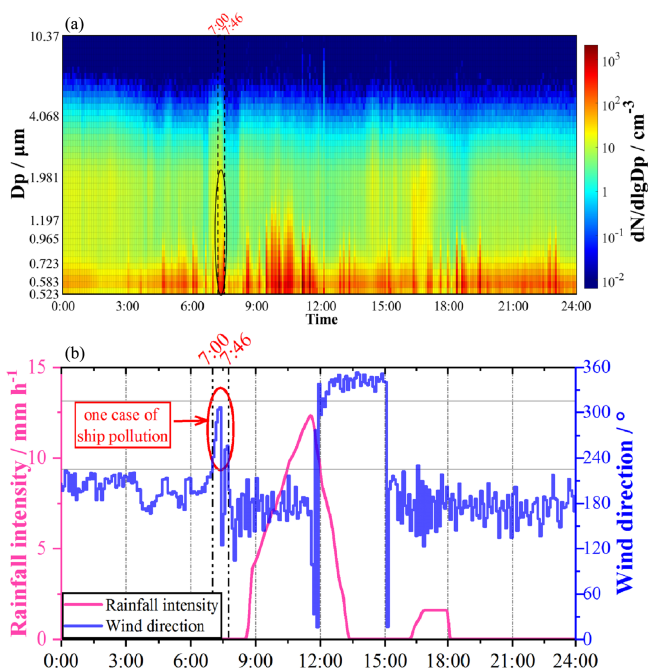 (a)
7:00
7:46
10.37
4.068
1.981
1.197
0.965
0.723
0.583
0.523
Dp / μm
0:00 3:00 6:00 9:00 12:00 15:00 18:00 21:00 24:00
Time
10³
10²
10
1
10⁻¹
10⁻²
dN/dlgDp / cm⁻³
(b)
7:00
7:46
15
10
5
0
Rainfall intensity / mm h⁻¹
one case of
ship pollution
Rainfall intensity
Wind direction
360
300
240
180
120
60
0
Wind direction / °
0:00 3:00 6:00 9:00 12:00 15:00 18:00 21:00 24:00